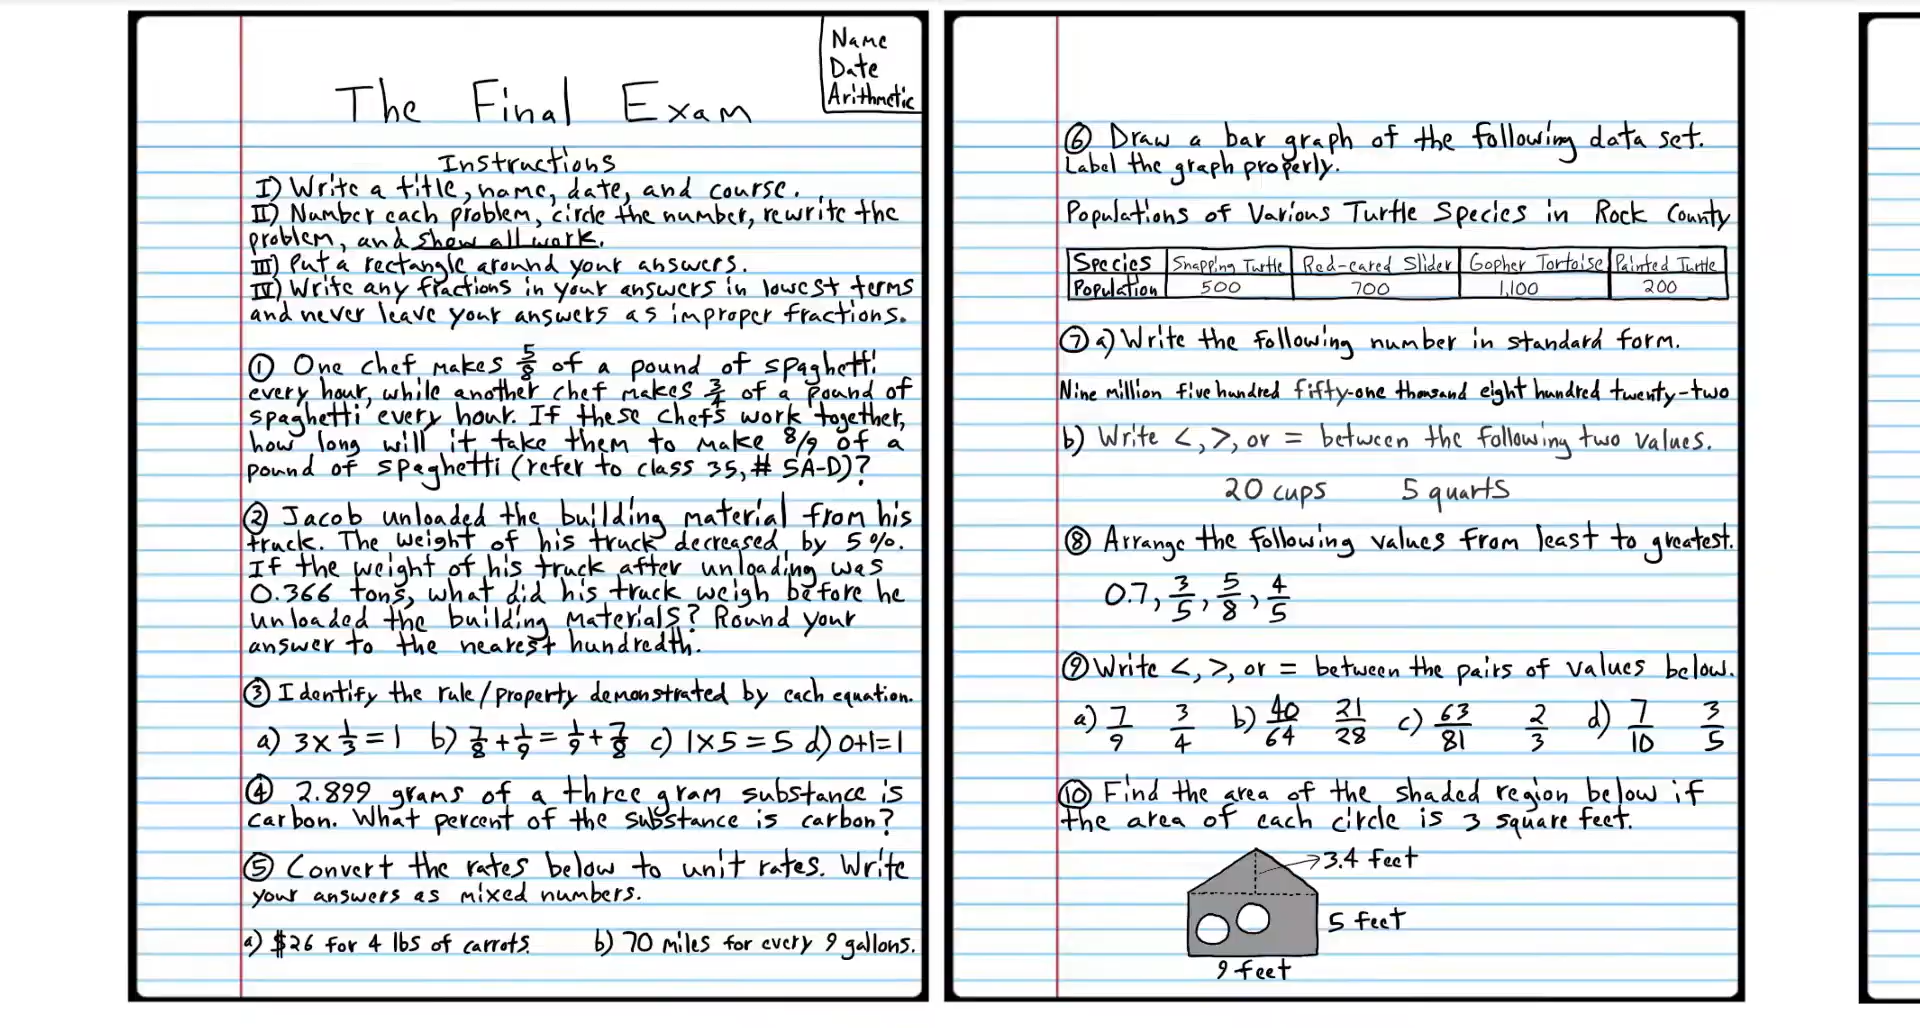 Name
Date
Arithmetic
The Final Exam
Instructions
I) Write a title, name, date, and course.
II) Number each problem, circle the number, rewrite the
problem, and show all work.
III) Put a rectangle around your answers.
IV) Write any fractions in your answers in lowest terms
and never leave your answers as improper fractions.
① One chef makes 5/8 of a pound of spaghetti
every hour, while another chef makes 3/4 of a pound of
spaghetti every hour. If these chefs work together,
how long will it take them to make 8/9 of a
pound of spaghetti (refer to class 35, # 5A-D)?
② Jacob unloaded the building material from his
truck. The weight of his truck decreased by 5%.
If the weight of his truck after unloading was
0.366 tons, what did his truck weigh before he
unloaded the building materials? Round your
answer to the nearest hundredth.
③ Identify the rule/property demonstrated by each equation.
a) 3 x 1/3 = 1 b) 7/8 + 1/9 = 1/9 + 7/8 c) 1x5=5 d) 0+1=1
④ 2.899 grams of a three gram substance is
carbon. What percent of the substance is carbon?
⑤ Convert the rates below to unit rates. Write
your answers as mixed numbers.
a) $26 for 4 lbs of carrots. b) 70 miles for every 9 gallons.
⑥ Draw a bar graph of the following data set.
Label the graph properly.
Populations of Various Turtle Species in Rock County
Species Snapping Turtle Red-eared Slider Gopher Tortoise Painted Turtle
Population 500 700 1,100 200
⑦ a) Write the following number in standard form.
Nine million five hundred fifty-one thousand eight hundred twenty-two
b) Write <, >, or = between the following two values.
20 cups 5 quarts
⑧ Arrange the following values from least to greatest.
0.7, 3/5, 5/8, 4/5
⑨ Write <, >, or = between the pairs of values below.
a) 7/9 3/4 b) 40/64 21/28 c) 63/81 2/3 d) 7/10 3/5
⑩ Find the area of the shaded region below if
the area of each circle is 3 square feet.
3.4 feet
5 feet
9 feet